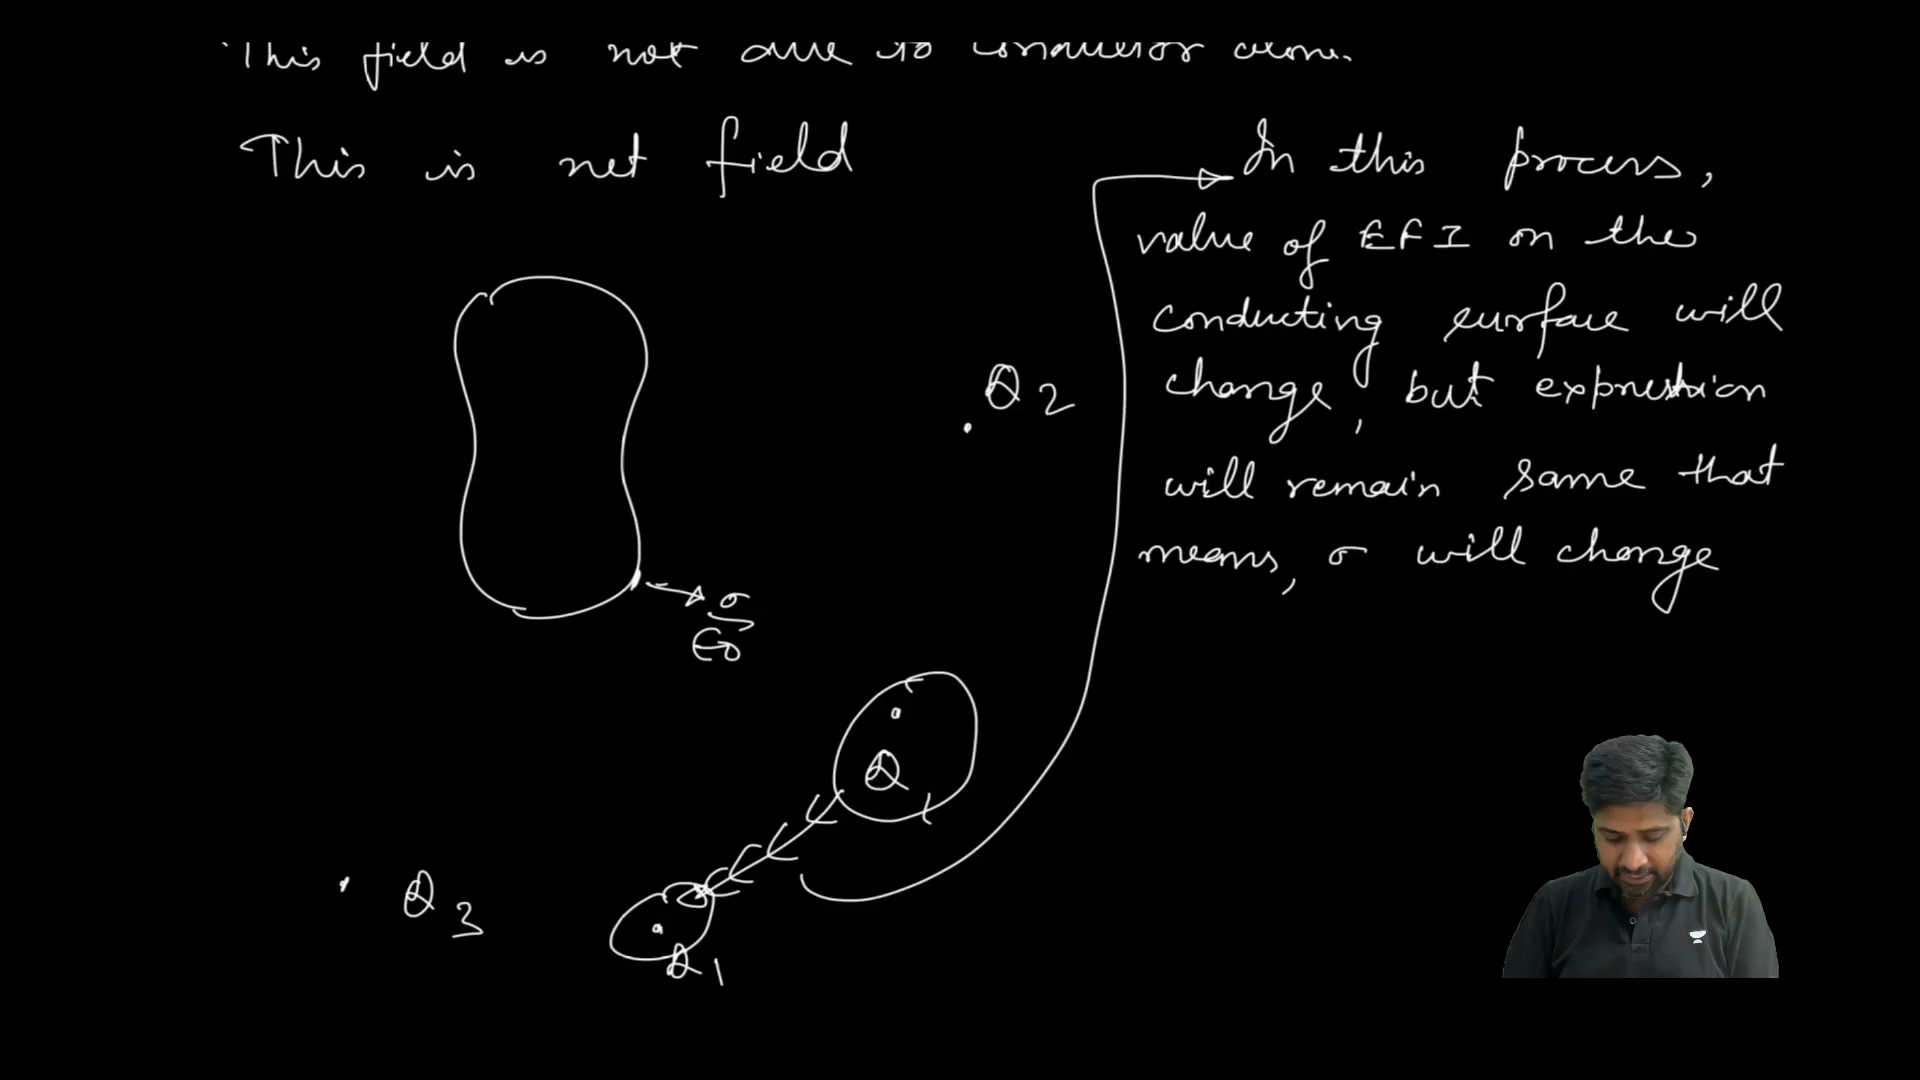 This field is not due to conductor alone.
This is net field
In this process,
value of EFI on the
conducting surface will
change, but expression
will remain same that
means, σ will change
Q2
σ
ϵ0
Q
Q3
Q1